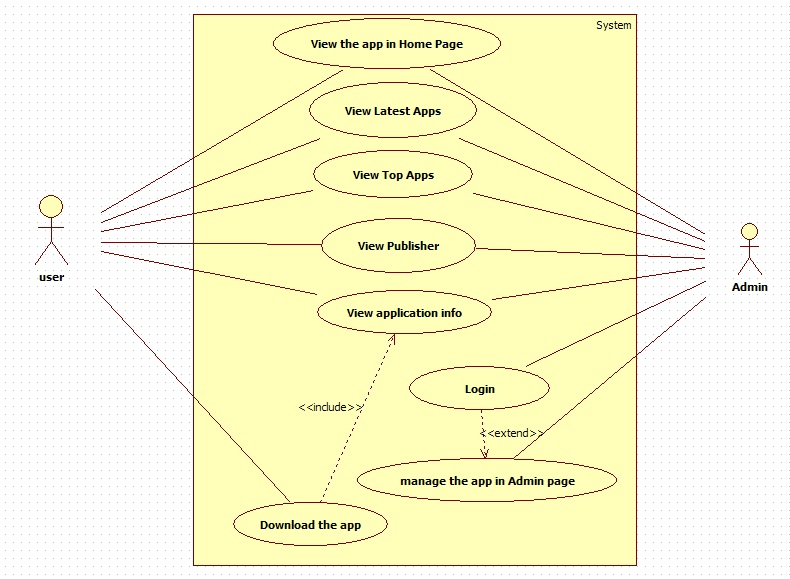 System
View the app in Home Page
View Latest Apps
View Top Apps
View Publisher
user
Admin
View application info
Login
<<include>>
<<extend>>
manage the app in Admin page
Download the app